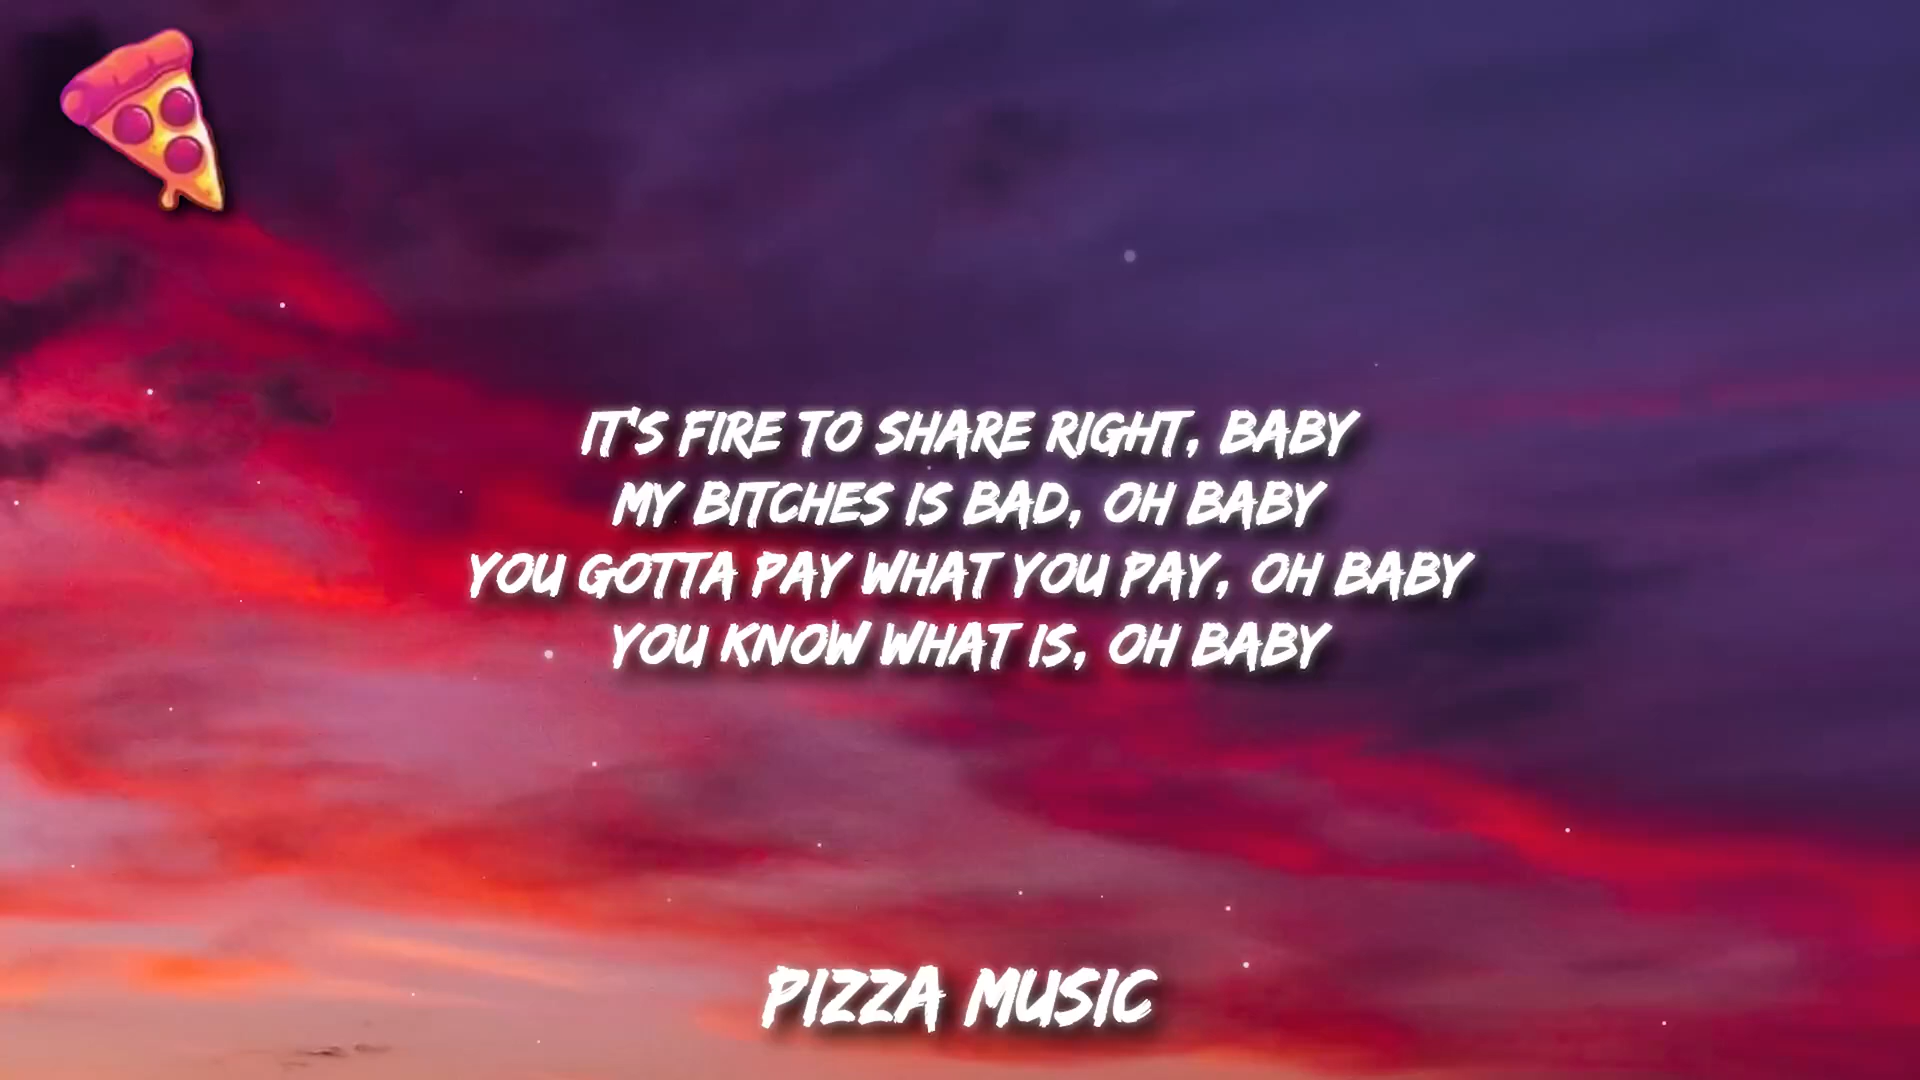 IT'S FIRE TO SHARE RIGHT, BABY
MY BITCHES IS BAD, OH BABY
YOU GOTTA PAY WHAT YOU PAY, OH BABY
YOU KNOW WHAT IS, OH BABY
PIZZA MUSIC